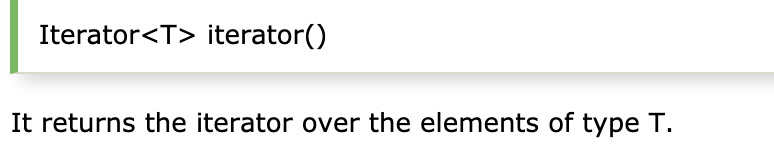 Iterator<T> iterator()
It returns the iterator over the elements of type T.